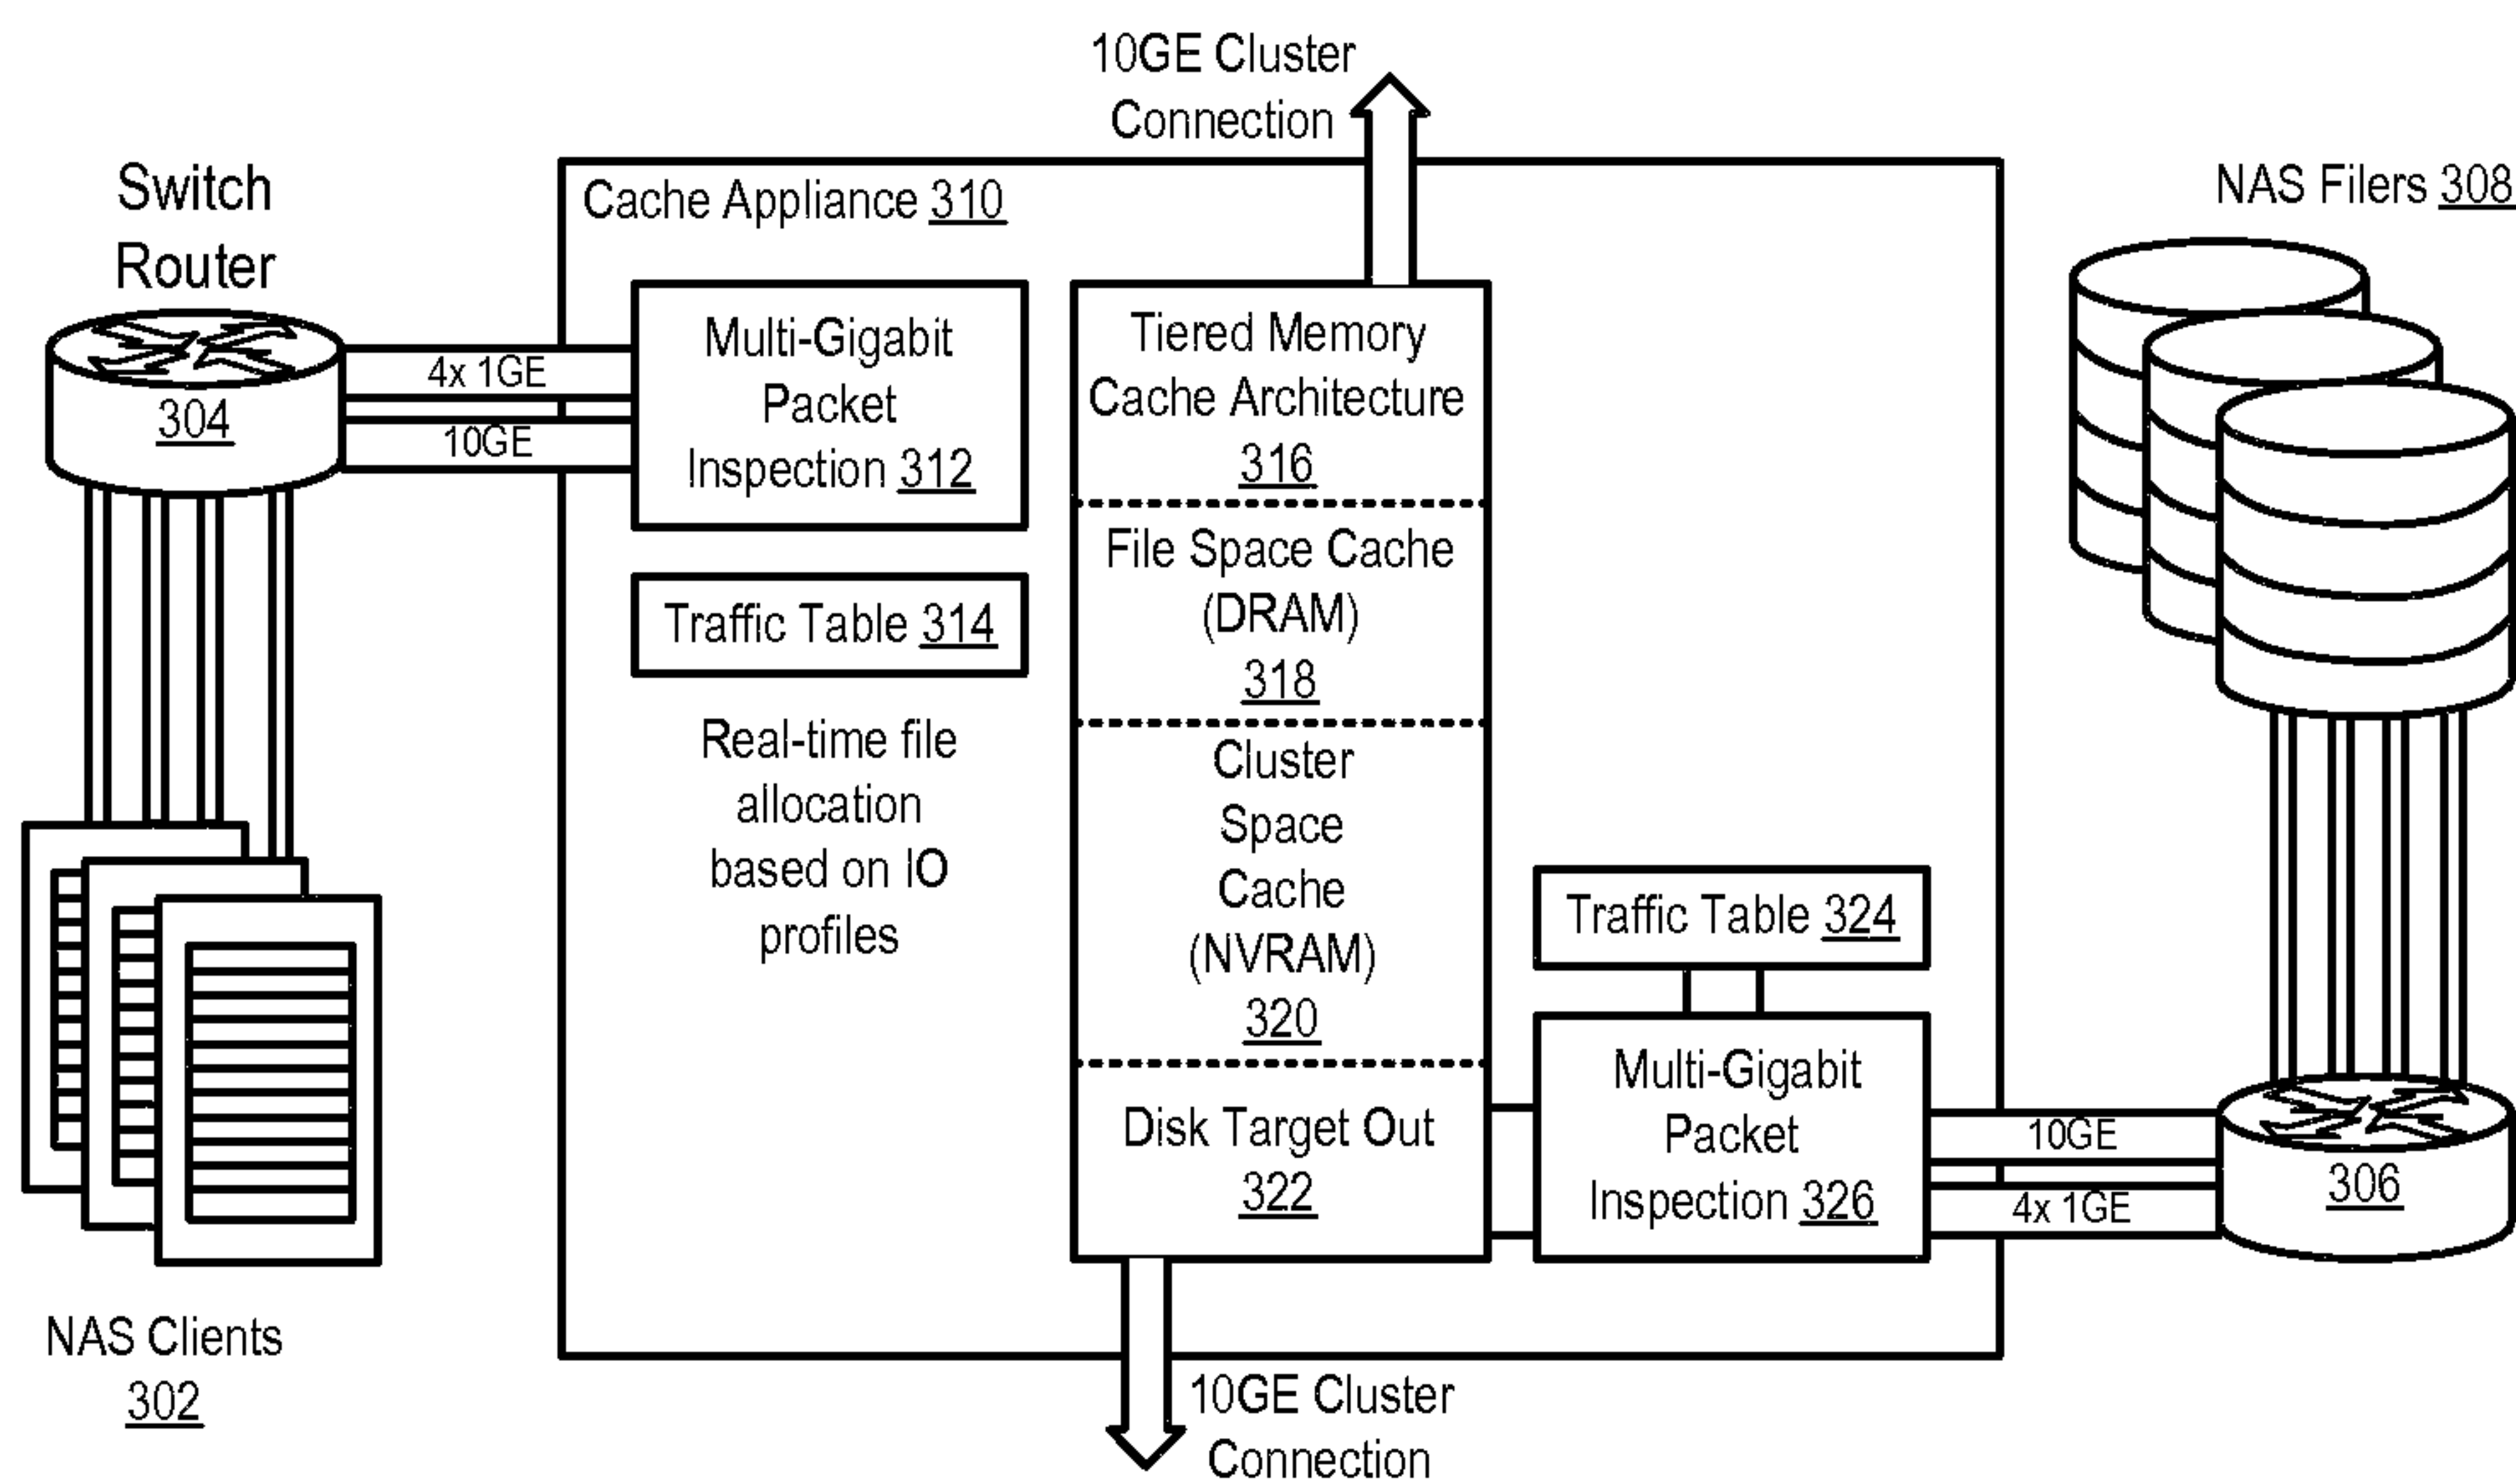 10GE Cluster
Connection
Switch
Router
304
4x 1GE
10GE
NAS Clients
302
Cache Appliance 310
Multi-Gigabit
Packet
Inspection 312
Traffic Table 314
Real-time file
allocation
based on IO
profiles
Tiered Memory
Cache Architecture
316
File Space Cache
(DRAM)
318
Cluster
Space
Cache
(NVRAM)
320
Disk Target Out
322
Traffic Table 324
Multi-Gigabit
Packet
Inspection 326
10GE
4x 1GE
NAS Filers 308
306
10GE Cluster
Connection